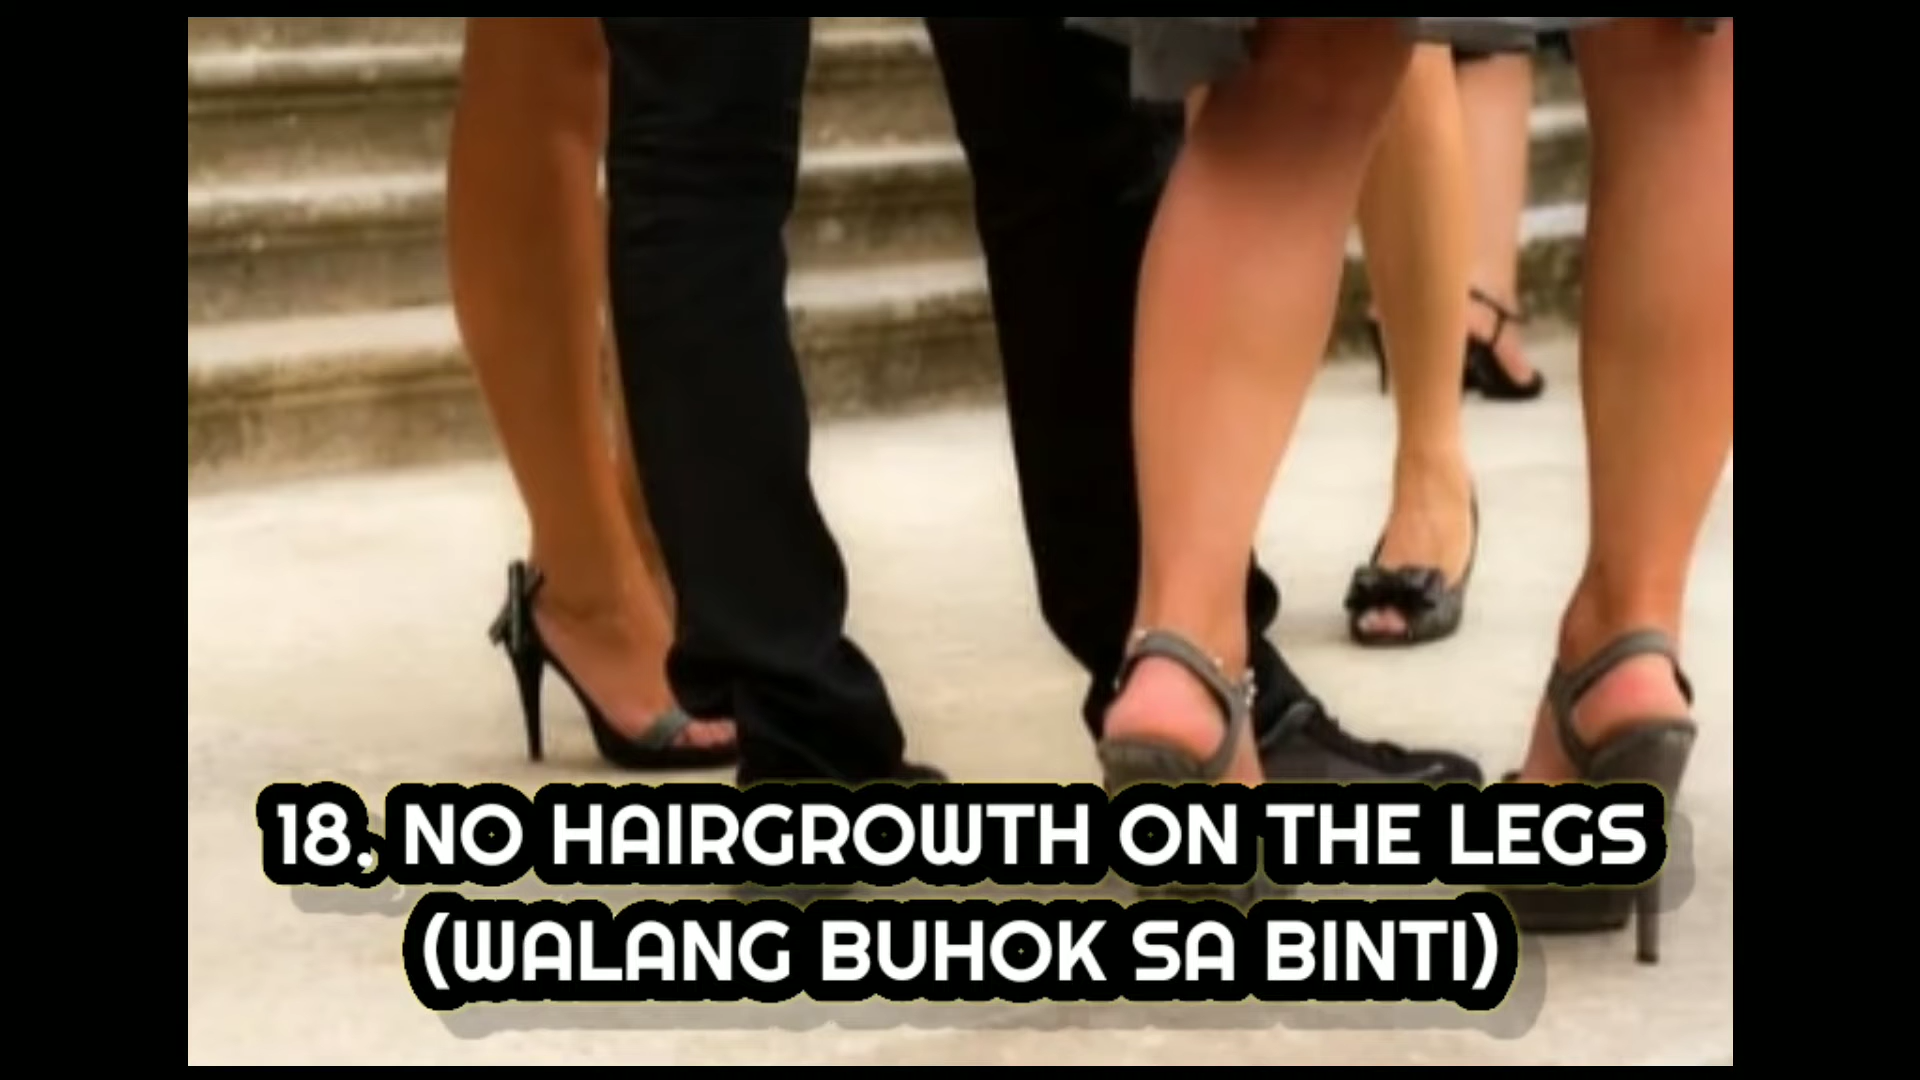 18. NO HAIRGROWTH ON THE LEGS
(WALANG BUHOK SA BINTI)